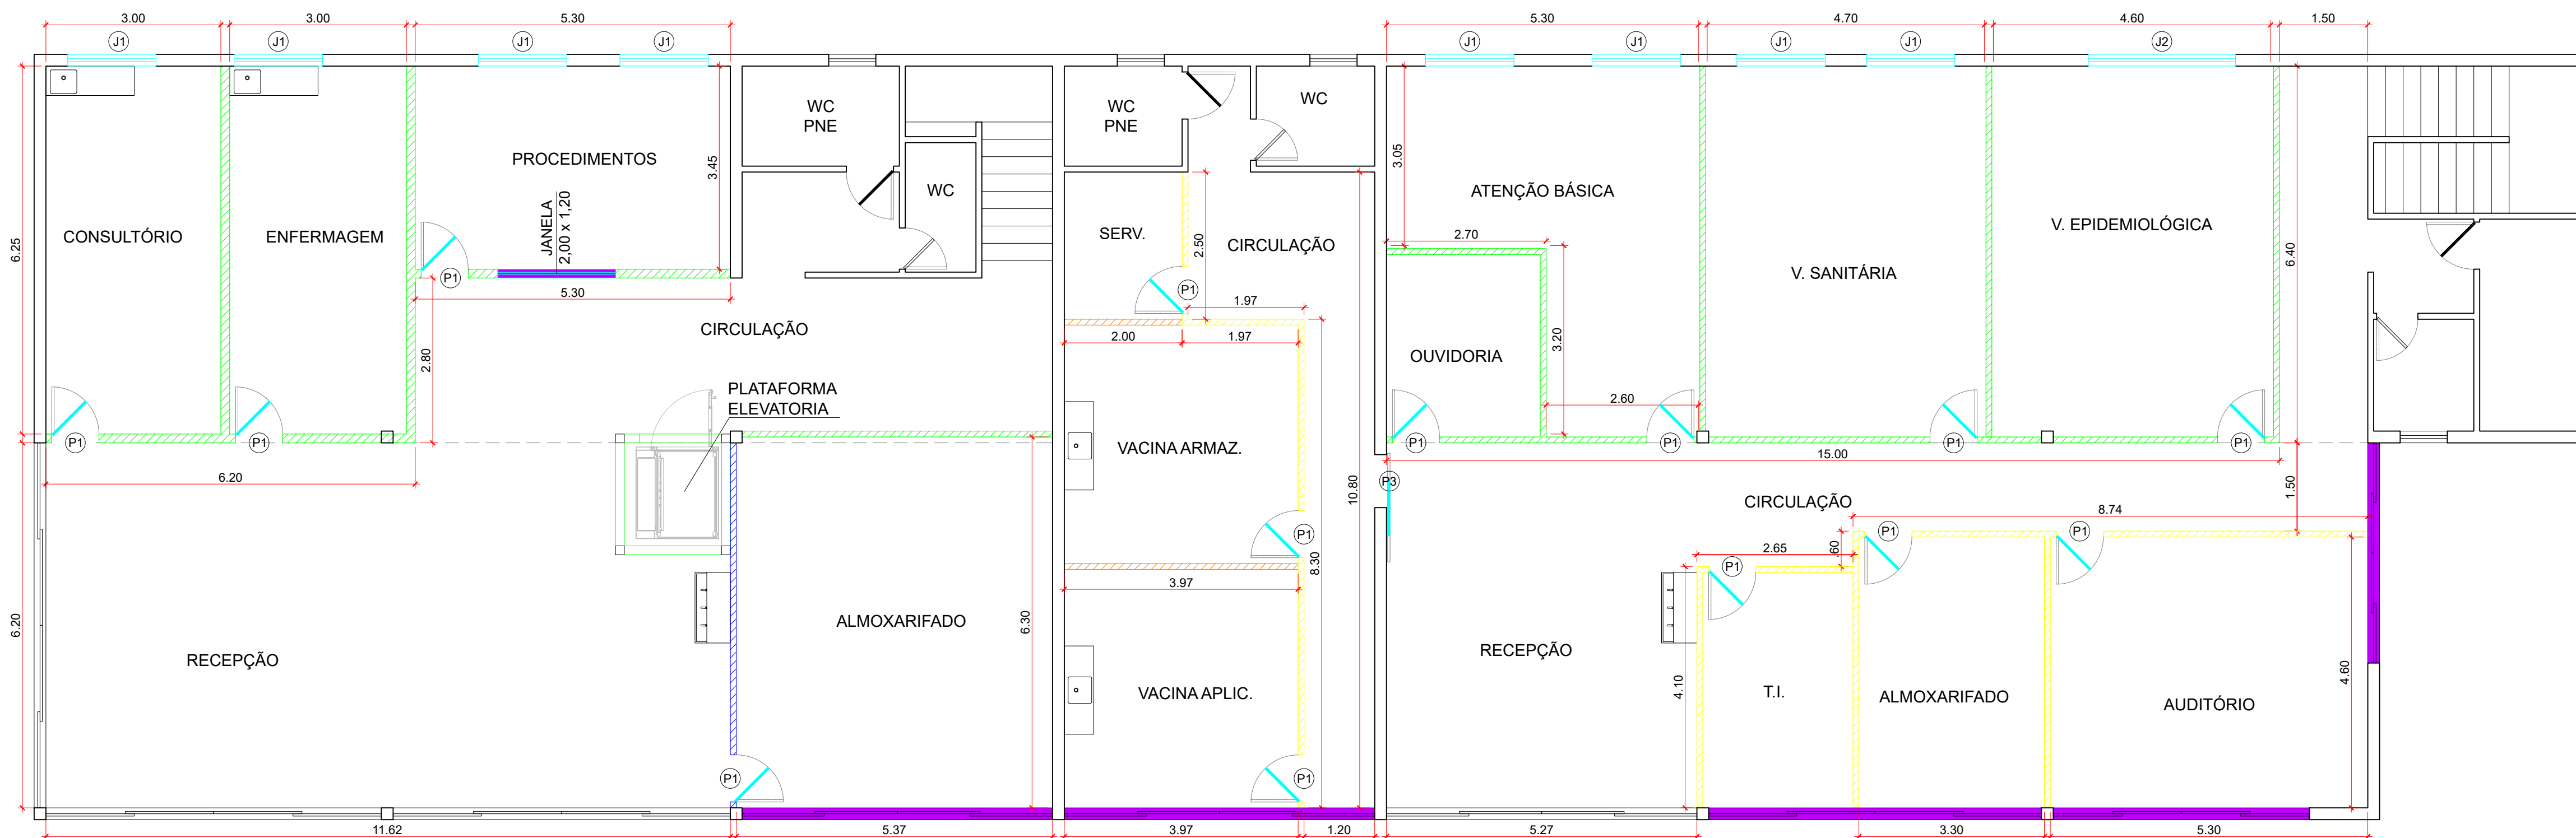 3.00
3.00
5.30
5.30
4.70
4.60
1.50
J1
J1
J1
J1
J1
J1
J1
J1
J2
WC
PNE
WC
PNE
WC
WC
PROCEDIMENTOS
3.45
JANELA
2,00 x 1,20
3.05
ATENÇÃO BÁSICA
CONSULTÓRIO
ENFERMAGEM
SERV.
2.50
CIRCULAÇÃO
2.70
V. EPIDEMIOLÓGICA
6.25
6.40
V. SANITÁRIA
P1
5.30
P1
1.97
CIRCULAÇÃO
2.00
1.97
2.80
OUVIDORIA
3.20
PLATAFORMA
ELEVATORIA
2.60
P1
P1
VACINA ARMAZ.
P1
P1
P1
P1
15.00
6.20
10.80
P3
CIRCULAÇÃO
1.50
8.74
P1
P1
P1
2.65
.60
P1
8.30
3.97
6.20
ALMOXARIFADO
6.30
RECEPÇÃO
RECEPÇÃO
4.10
4.60
VACINA APLIC.
T.I.
ALMOXARIFADO
AUDITÓRIO
P1
P1
11.62
5.37
3.97
1.20
5.27
3.30
5.30